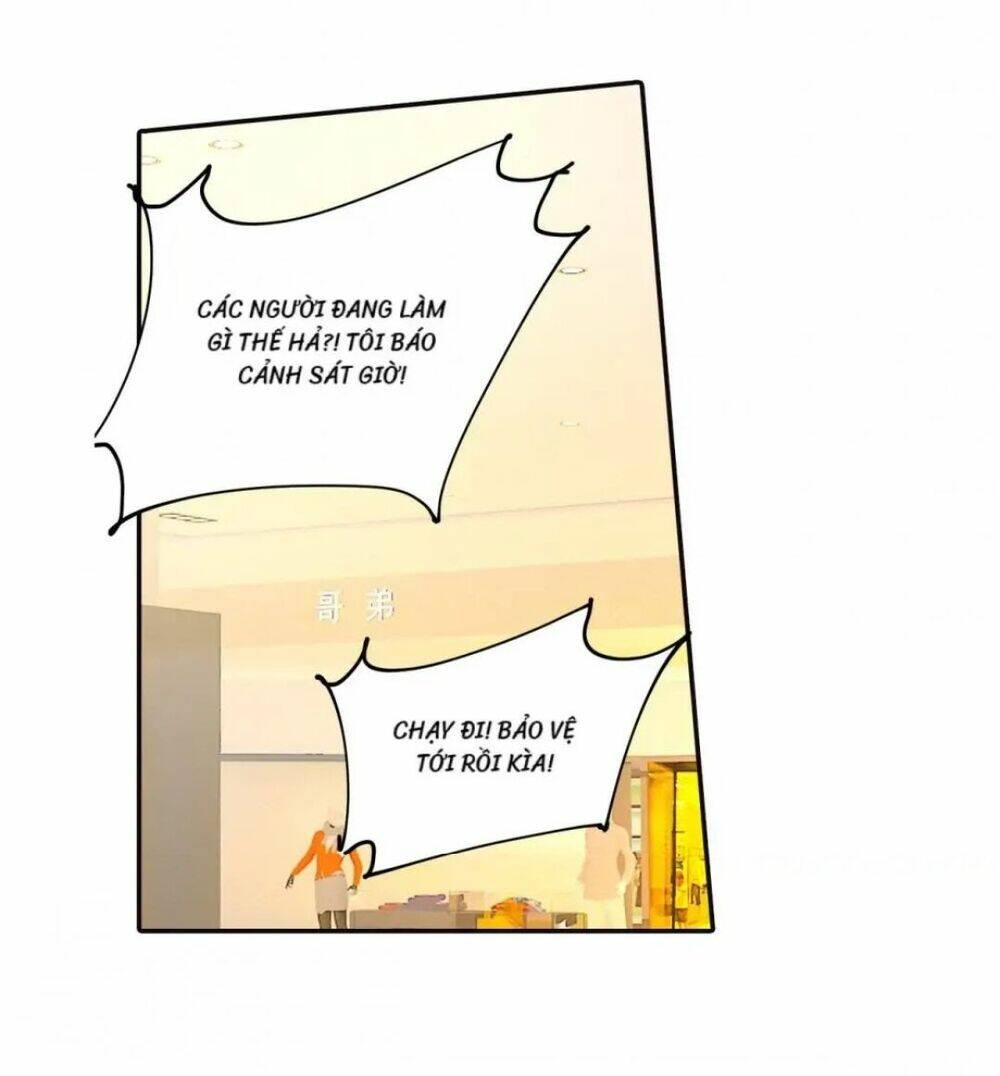 CÁC NGƯỜI ĐANG LÀM
GÌ THẾ HẢ?! TÔI BÁO
CẢNH SÁT GIỜ!
哥弟
CHẠY ĐI! BẢO VỆ
TỚI RỒI KÌA!